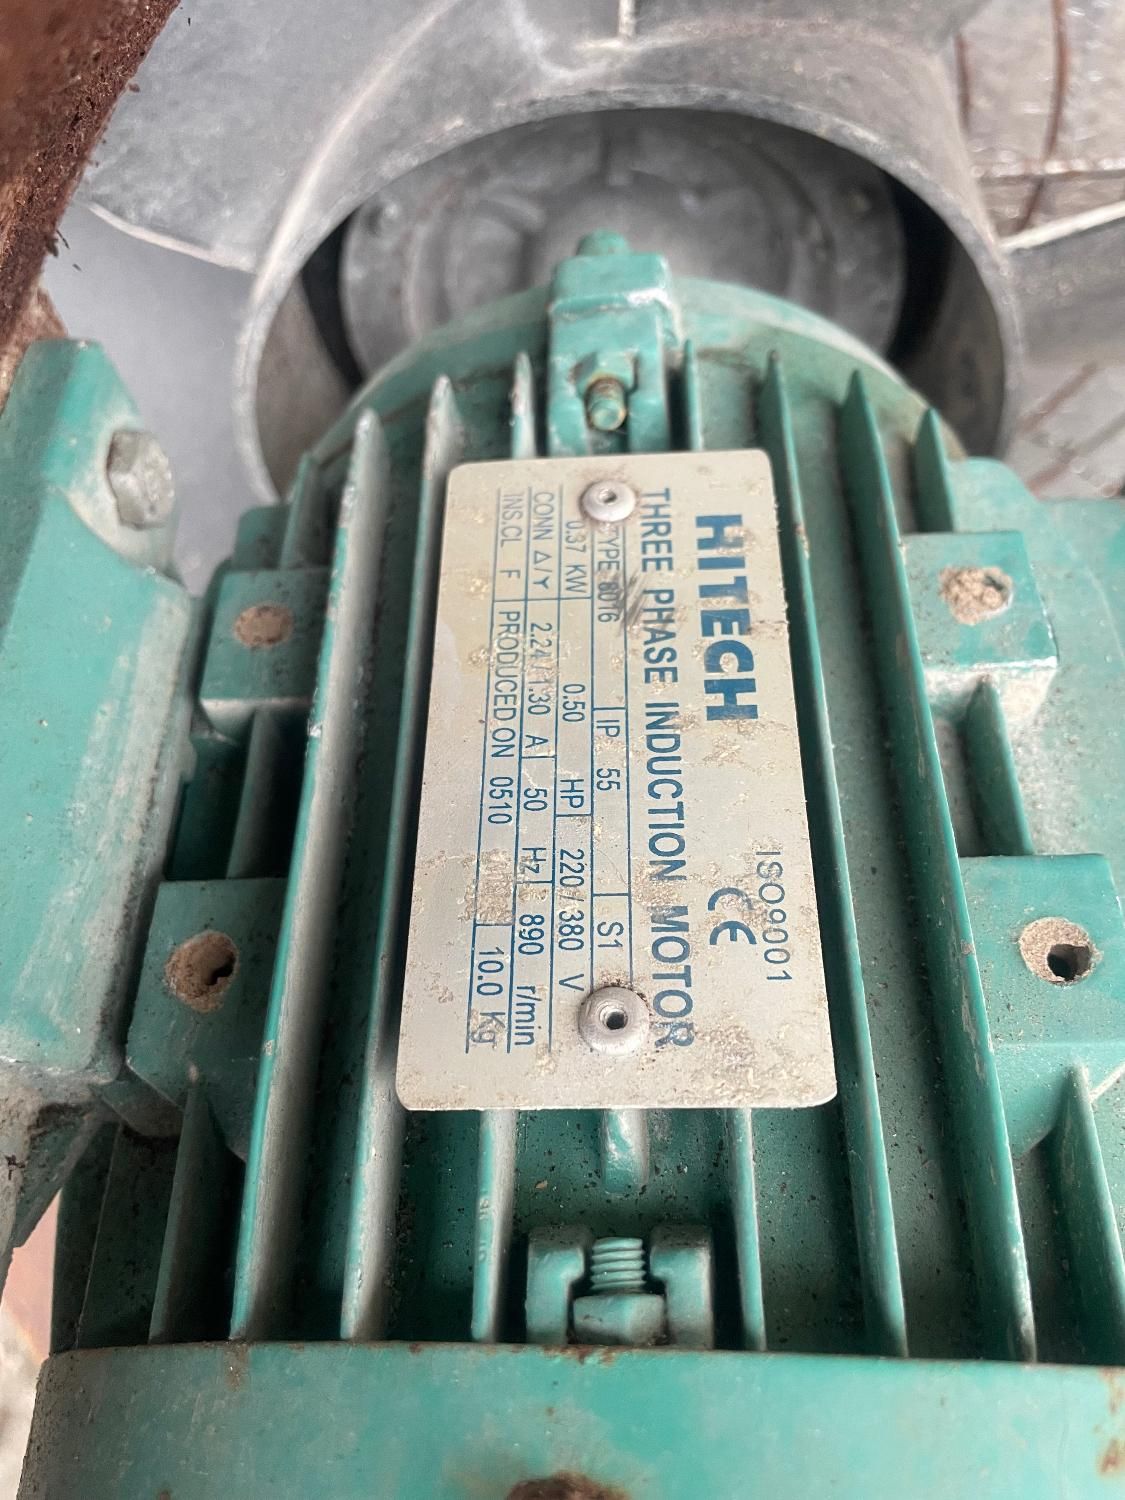 HITECH
ISO9001
CE
THREE PHASE INDUCTION MOTOR
TYPE 8016 IP 55 S1
0.37 KW 0.50 HP 220/380 V
CONN Δ/Y 2.24/1.30 A 50 Hz 890 r/min
INS.CL F PRODUCED ON 0510 10.0 Kg